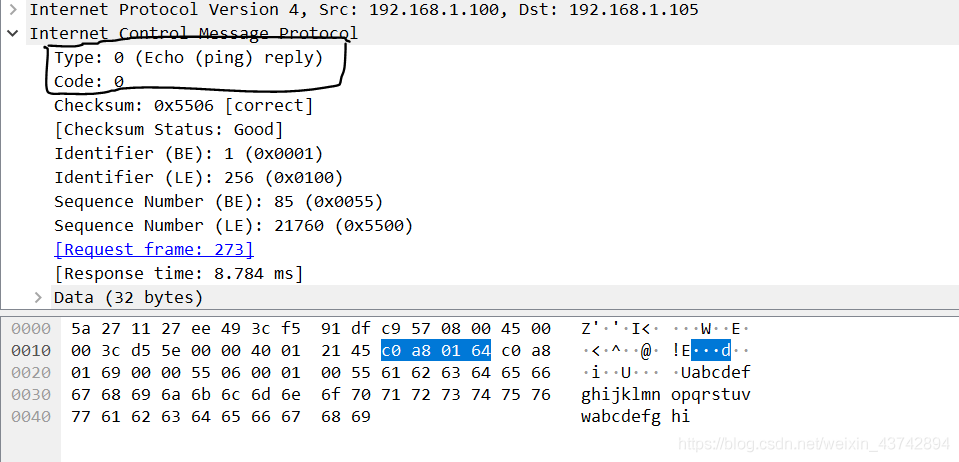 Internet Protocol Version 4, Src: 192.168.1.100, Dst: 192.168.1.105
Internet Control Message Protocol
Type: 0 (Echo (ping) reply)
Code: 0
Checksum: 0x5506 [correct]
[Checksum Status: Good]
Identifier (BE): 1 (0x0001)
Identifier (LE): 256 (0x0100)
Sequence Number (BE): 85 (0x0055)
Sequence Number (LE): 21760 (0x5500)
[Request frame: 273]
[Response time: 8.784 ms]
Data (32 bytes)
0000 5a 27 11 27 ee 49 3c f5 91 df c9 57 08 00 45 00 Z'·'·I<· ···W··E·
0010 00 3c d5 5e 00 00 40 01 21 45 c0 a8 01 64 c0 a8 ·<·^··@· !E···d··
0020 01 69 00 00 55 06 00 01 00 55 61 62 63 64 65 66 ·i··U··· ·Uabcdef
0030 67 68 69 6a 6b 6c 6d 6e 6f 70 71 72 73 74 75 76 ghijklmn opqrstuv
0040 77 61 62 63 64 65 66 67 68 69 wabcdefg hi
https://blog.csdn.net/weixin_43742894